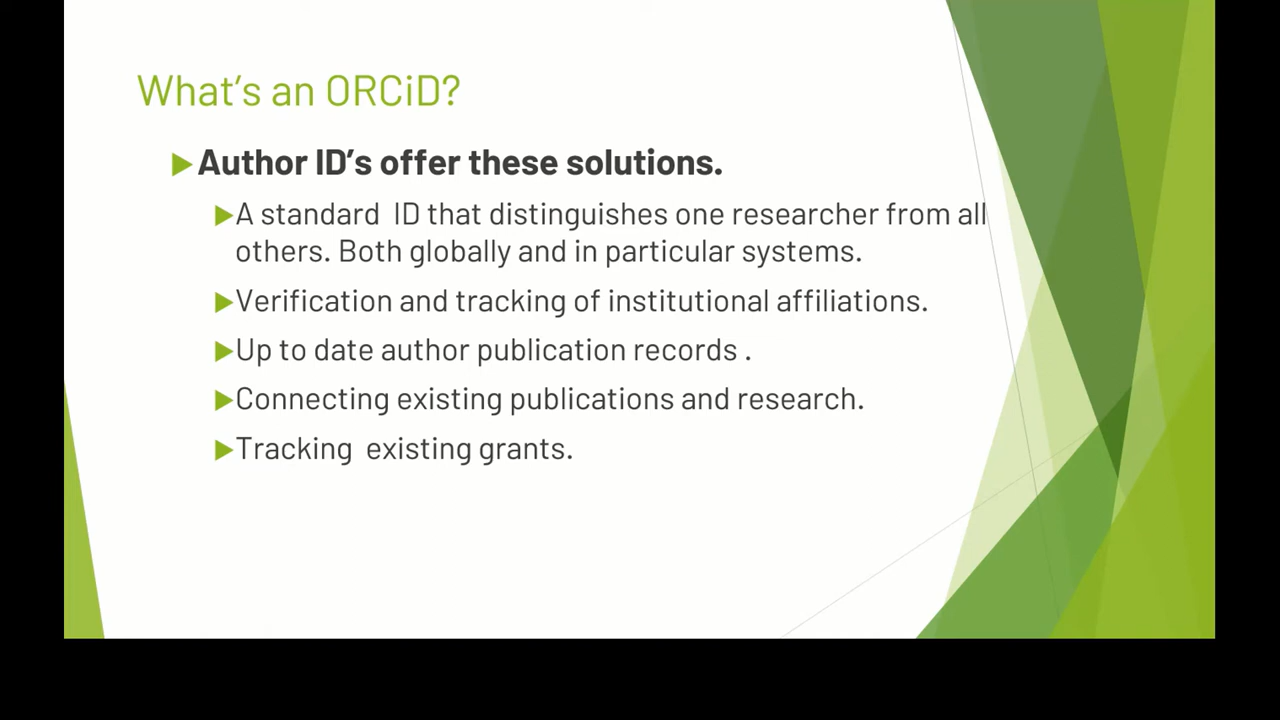 What's an ORCiD?
Author ID's offer these solutions.
A standard  ID that distinguishes one researcher from all
others. Both globally and in particular systems.
Verification and tracking of institutional affiliations.
Up to date author publication records .
Connecting existing publications and research.
Tracking  existing grants.